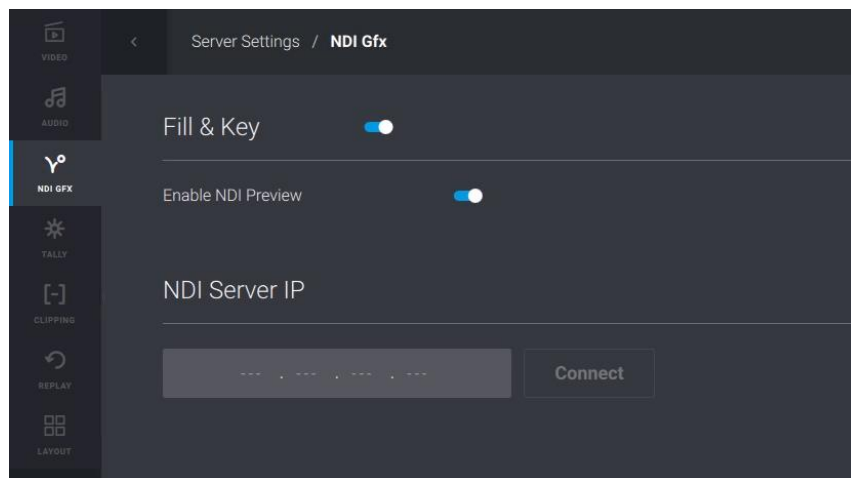 VIDEO
AUDIO
NDI GFX
TALLY
CLIPPING
REPLAY
LAYOUT
Server Settings / NDI Gfx
Fill & Key
Enable NDI Preview
NDI Server IP
--- . --- . --- . ---
Connect